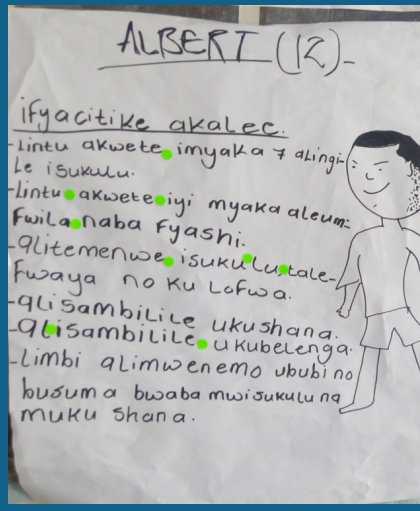 ALBERT (12)-
ifyacitike akalec.
-Lintu akwete imyaka 7 alingi-
Le isukulu.
-Lintu akwete iyi myaka aleum-
fwila naba Fyashi.
-alitemenwe isukulu, tale-
Fwaya no ku Lofwa.
-alisambilile ukushana.
-alisambilile ukubelenga.
-Limbi alimwenemo ububi no
busuma bwaba mwisukulu na
muku shana.